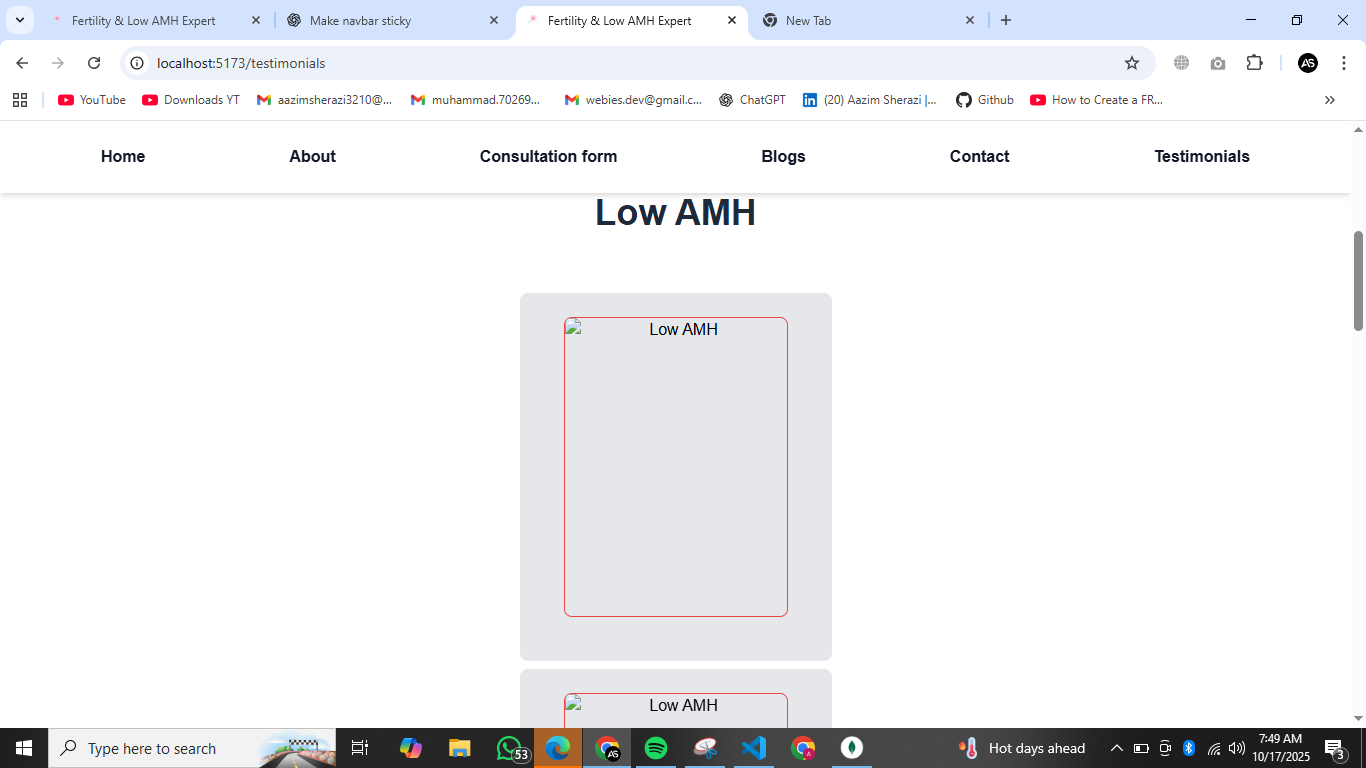 Fertility & Low AMH Expert
Make navbar sticky
Fertility & Low AMH Expert
New Tab
localhost:5173/testimonials
AS
YouTube
Downloads YT
aazimsherazi3210@...
muhammad.70269...
webies.dev@gmail.c...
ChatGPT
(20) Aazim Sherazi |...
Github
How to Create a FR...
Home
About
Consultation form
Blogs
Contact
Testimonials
Low AMH
Low AMH
Low AMH
Type here to search
53
AS
A
Hot days ahead
7:49 AM
10/17/2025
3